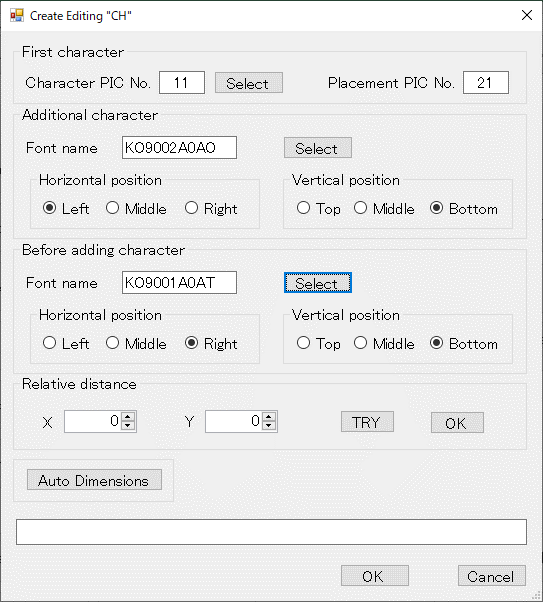 Create Editing "CH"
First character
Character PIC No. 11 Select Placement PIC No. 21
Additional character
Font name KO9002A0AO Select
Horizontal position Vertical position
Left Middle Right Top Middle Bottom
Before adding character
Font name KO9001A0AT Select
Horizontal position Vertical position
Left Middle Right Top Middle Bottom
Relative distance
X 0 Y 0 TRY OK
Auto Dimensions
OK Cancel